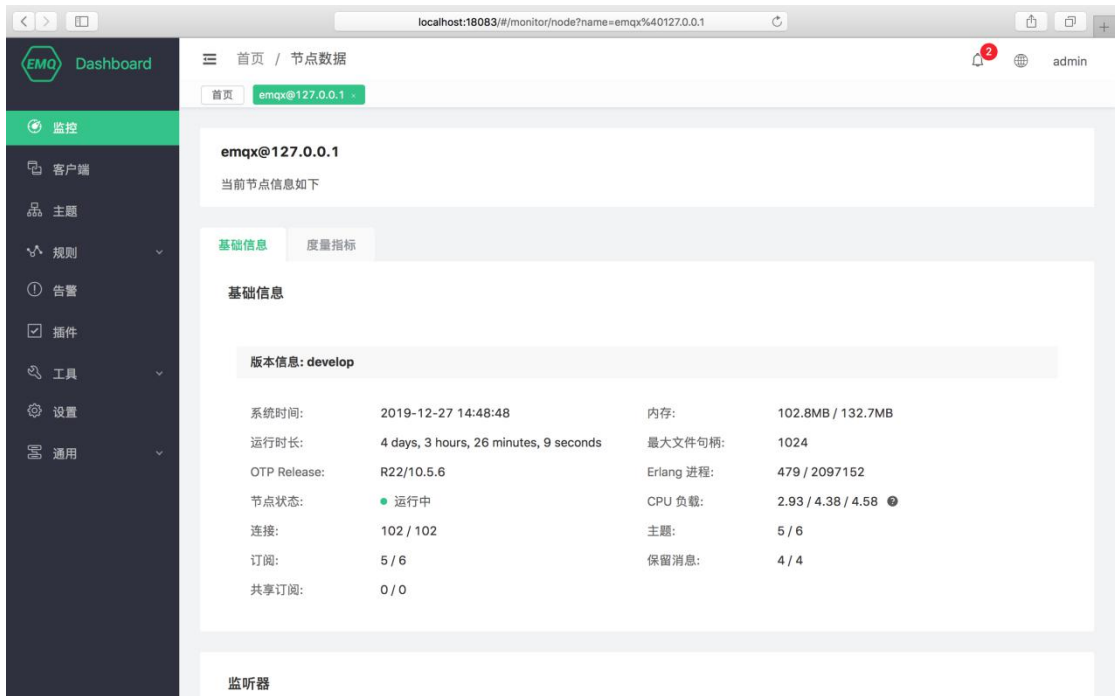 localhost:18083/#/monitor/node?name=emqx%40127.0.0.1
EMQ Dashboard
首页 / 节点数据
2
admin
首页
emqx@127.0.0.1 ×
监控
客户端
主题
规则
告警
插件
工具
设置
通用
emqx@127.0.0.1
当前节点信息如下
基础信息 度量指标
基础信息
版本信息: develop
系统时间: 2019-12-27 14:48:48 内存: 102.8MB / 132.7MB
运行时长: 4 days, 3 hours, 26 minutes, 9 seconds 最大文件句柄: 1024
OTP Release: R22/10.5.6 Erlang 进程: 479 / 2097152
节点状态: 运行中 CPU 负载: 2.93 / 4.38 / 4.58 ?
连接: 102 / 102 主题: 5 / 6
订阅: 5 / 6 保留消息: 4 / 4
共享订阅: 0 / 0
监听器